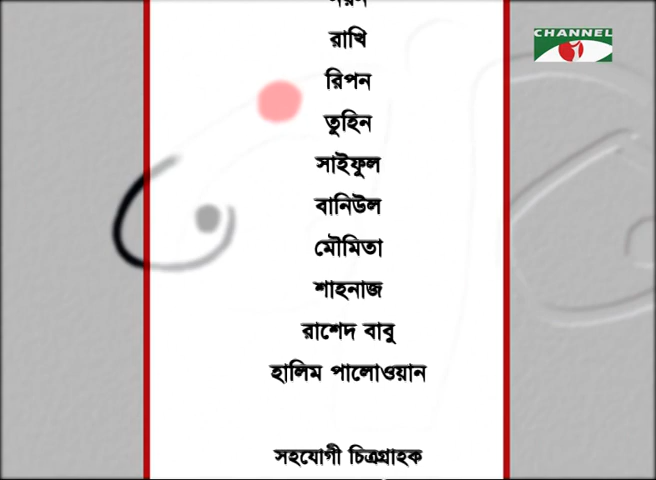 রাখি
রিপন
তুহিন
সাইফুল
বানিউল
মৌমিতা
শাহনাজ
রাশেদ বাবু
হালিম পালোওয়ান
সহযোগী চিত্রগ্রাহক
CHANNEL i